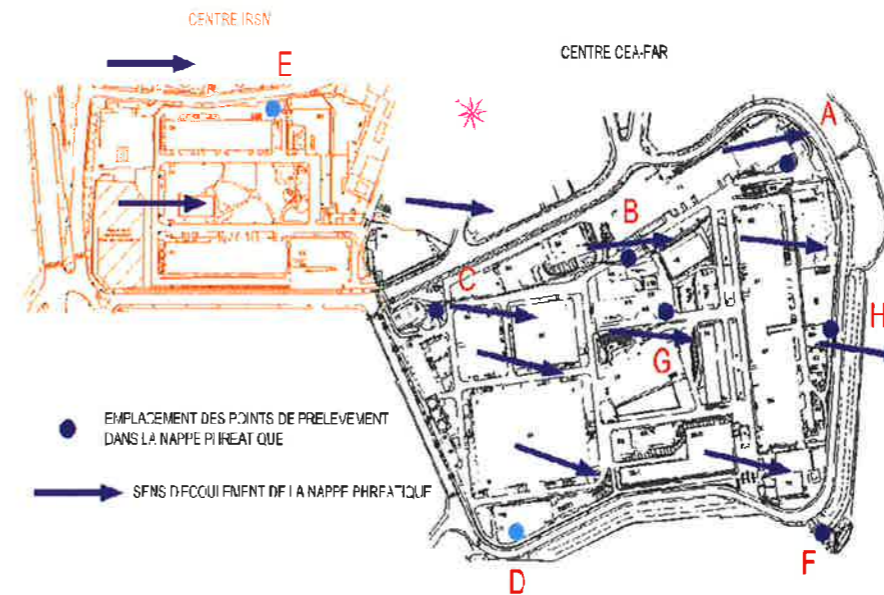 CENTRE IRSN
E
CENTRE CEA-FAR
A
B
C
H
G
EMPLACEMENT DES POINTS DE PRELEVEMENT
DANS LA NAPPE PHREATIQUE
SENS D'ECOULEMENT DE LA NAPPE PHREATIQUE
F
D